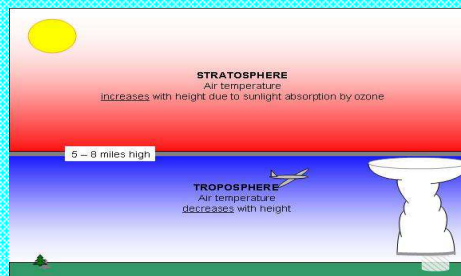 STRATOSPHERE
Air temperature
increases with height due to sunlight absorption by ozone
5 – 8 miles high
TROPOSPHERE
Air temperature
decreases with height